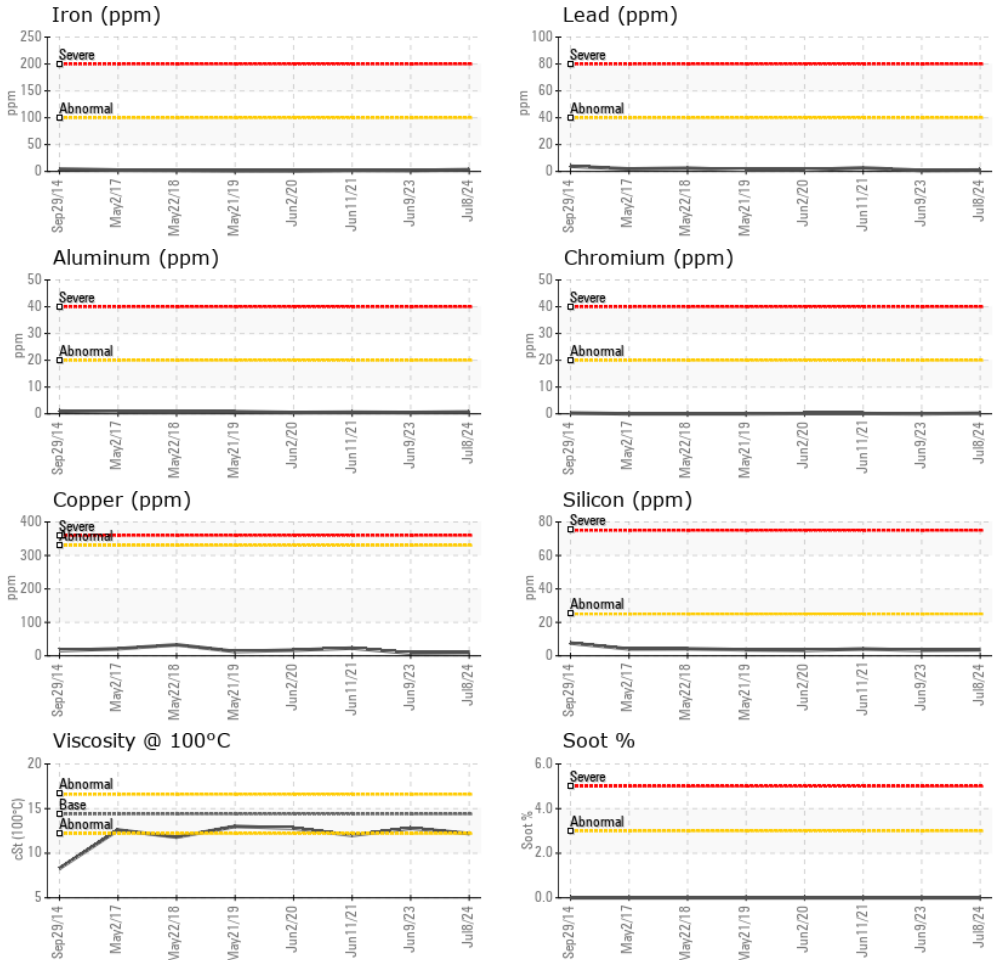 Iron (ppm)
250
200
150
100
50
0
ppm
Severe
Abnormal
Sep29/14
May2/17
May22/18
May21/19
Jun2/20
Jun11/21
Jun9/23
Jul8/24
Lead (ppm)
100
80
60
40
20
0
ppm
Severe
Abnormal
Sep29/14
May2/17
May22/18
May21/19
Jun2/20
Jun11/21
Jun9/23
Jul8/24
Aluminum (ppm)
50
40
30
20
10
0
ppm
Severe
Abnormal
Sep29/14
May2/17
May22/18
May21/19
Jun2/20
Jun11/21
Jun9/23
Jul8/24
Chromium (ppm)
50
40
30
20
10
0
ppm
Severe
Abnormal
Sep29/14
May2/17
May22/18
May21/19
Jun2/20
Jun11/21
Jun9/23
Jul8/24
Copper (ppm)
400
300
200
100
0
ppm
Severe
Abnormal
Sep29/14
May2/17
May22/18
May21/19
Jun2/20
Jun11/21
Jun9/23
Jul8/24
Silicon (ppm)
80
60
40
20
0
ppm
Severe
Abnormal
Sep29/14
May2/17
May22/18
May21/19
Jun2/20
Jun11/21
Jun9/23
Jul8/24
Viscosity @ 100°C
20
15
10
5
cSt (100°C)
Abnormal
Base
Abnormal
Sep29/14
May2/17
May22/18
May21/19
Jun2/20
Jun11/21
Jun9/23
Jul8/24
Soot %
6.0
4.0
2.0
0.0
Soot %
Severe
Abnormal
Sep29/14
May2/17
May22/18
May21/19
Jun2/20
Jun11/21
Jun9/23
Jul8/24